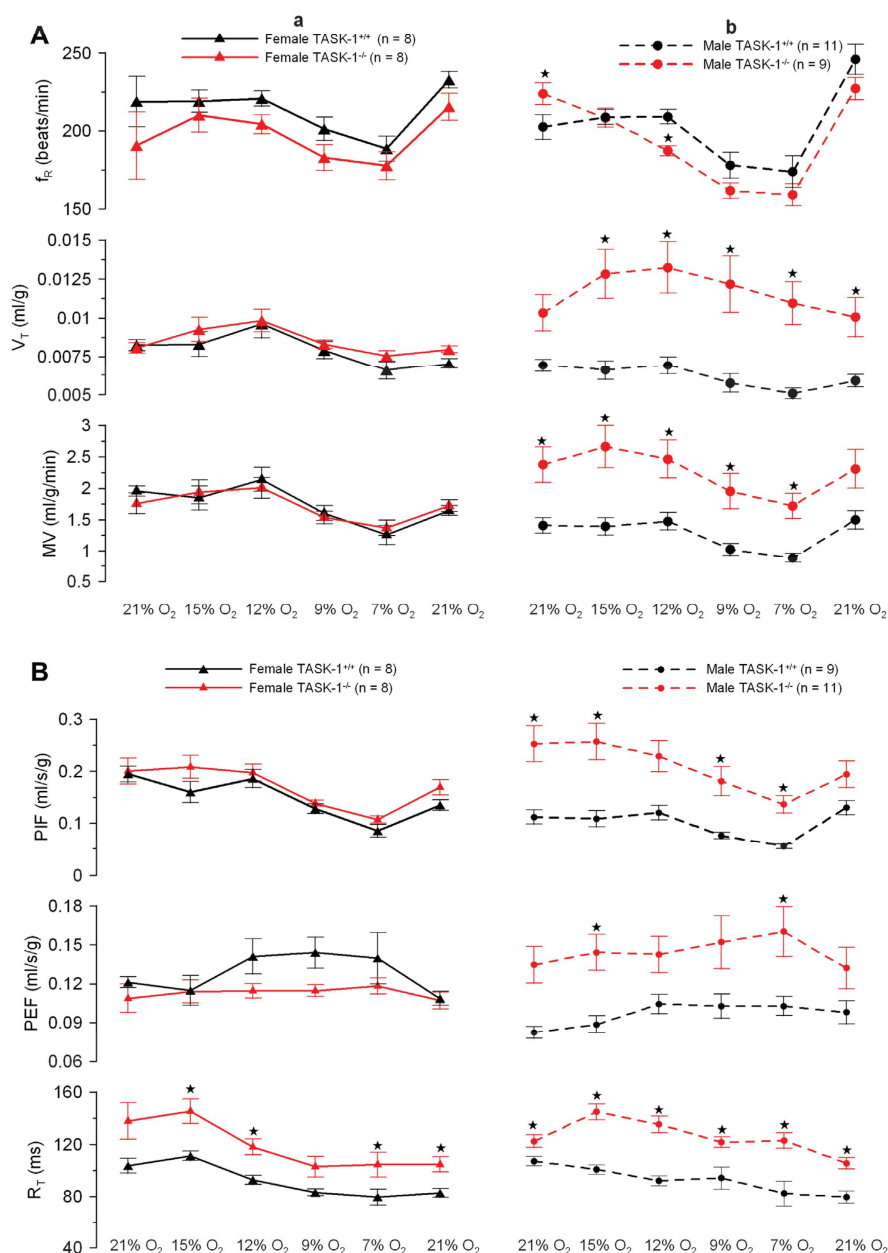 a
b
A
Female TASK-1+/+ (n = 8)
Female TASK-1-/- (n = 8)
Male TASK-1+/+ (n = 11)
Male TASK-1-/- (n = 9)
250
200
150
fR (beats/min)
0.015
0.0125
0.01
0.0075
0.005
VT (ml/g)
2.5
2
1.5
1
0.5
MV (ml/g/min)
21% O2 15% O2 12% O2 9% O2 7% O2 21% O2
21% O2 15% O2 12% O2 9% O2 7% O2 21% O2
B
Female TASK-1+/+ (n = 8)
Female TASK-1-/- (n = 8)
Male TASK-1+/+ (n = 9)
Male TASK-1-/- (n = 11)
0.3
0.2
0.1
0
PIF (ml/s/g)
0.18
0.15
0.12
0.09
0.06
PEF (ml/s/g)
160
120
80
40
RT (ms)
21% O2 15% O2 12% O2 9% O2 7% O2 21% O2
21% O2 15% O2 12% O2 9% O2 7% O2 21% O2